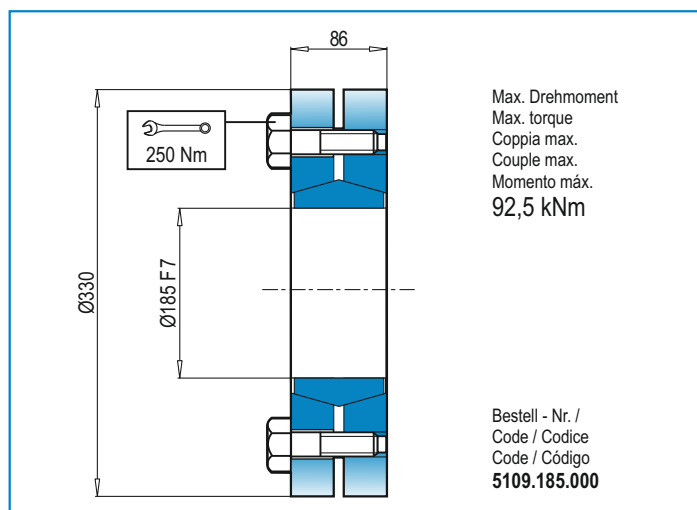 86
250 Nm
Ø330
Ø185 F7
Max. Drehmoment
Max. torque
Coppia max.
Couple max.
Momento máx.
92,5 kNm
Bestell - Nr. /
Code / Codice
Code / Código
5109.185.000